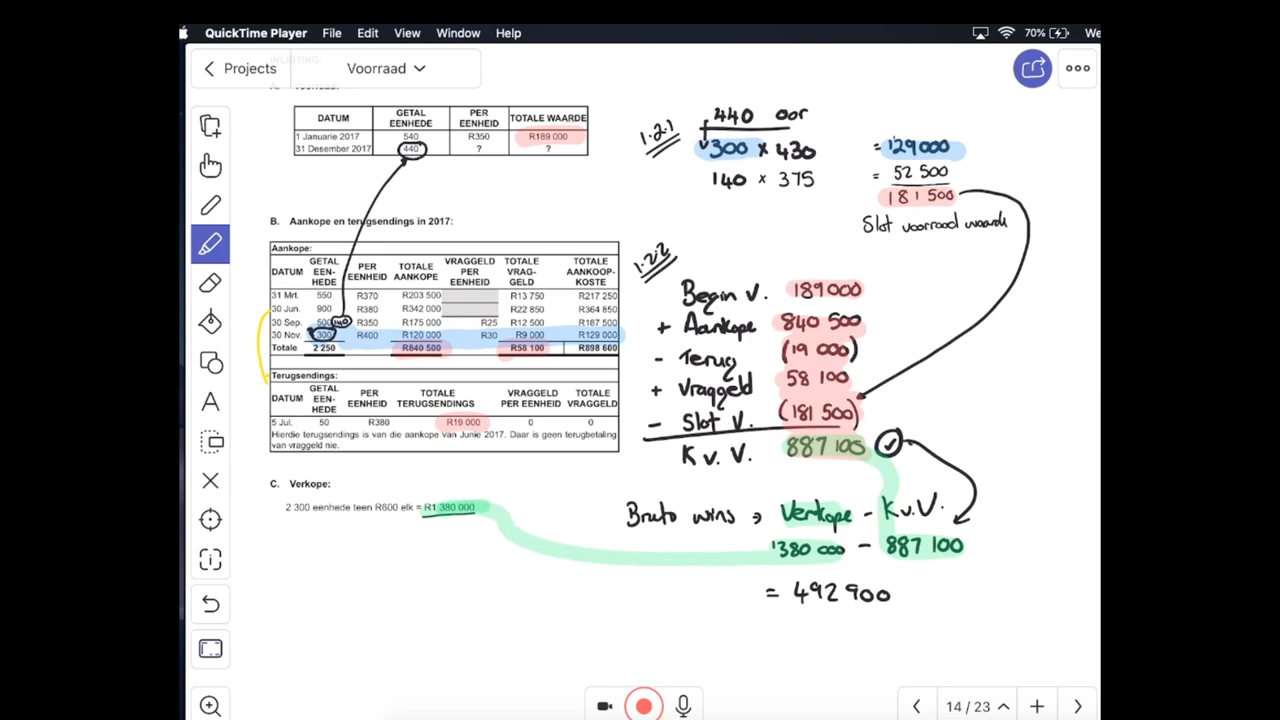 QuickTime Player File Edit View Window Help 70% We
Projects Voorraad
DATUM GETAL EENHEDE PER EENHEID TOTALE WAARDE
1 Januarie 2017 540 R350 R189 000
31 Desember 2017 440 ? ?
B. Aankope en terugsendings in 2017:
Aankope:
DATUM GETAL EEN-HEDE PER EENHEID TOTALE AANKOPE VRAGGELD PER EENHEID TOTALE VRAG-GELD TOTALE AANKOOP-KOSTE
31 Mrt. 550 R370 R203 500 R13 750 R217 250
30 Jun. 900 R380 R342 000 R22 850 R364 850
30 Sep. 500 140 R350 R175 000 R25 R12 500 R187 500
30 Nov. 300 R400 R120 000 R30 R9 000 R129 000
Totale 2 250 R840 500 R58 100 R898 600
Terugsendings:
DATUM GETAL EEN-HEDE PER EENHEID TOTALE TERUGSENDINGS VRAGGELD PER EENHEID TOTALE VRAGGELD
5 Jul. 50 R380 R19 000 0 0
Hierdie terugsendings is van die aankope van Junie 2017. Daar is geen terugbetaling
van vraggeld nie.
C. Verkope:
2 300 eenhede teen R600 elk = R1 380 000
1.2.1
440 oor
300 x 430 = 129 000
140 x 375 = 52 500
181 500
Slot voorraad waarde
1.2.2
Begin V. 189 000
+ Aankope 840 500
- Terug (19 000)
+ Vraggeld 58 100
- Slot V. (181 500)
K v. V. 887 100
Bruto wins → Verkope - K v. V.
1380 000 - 887 100
= 492 900
14 / 23